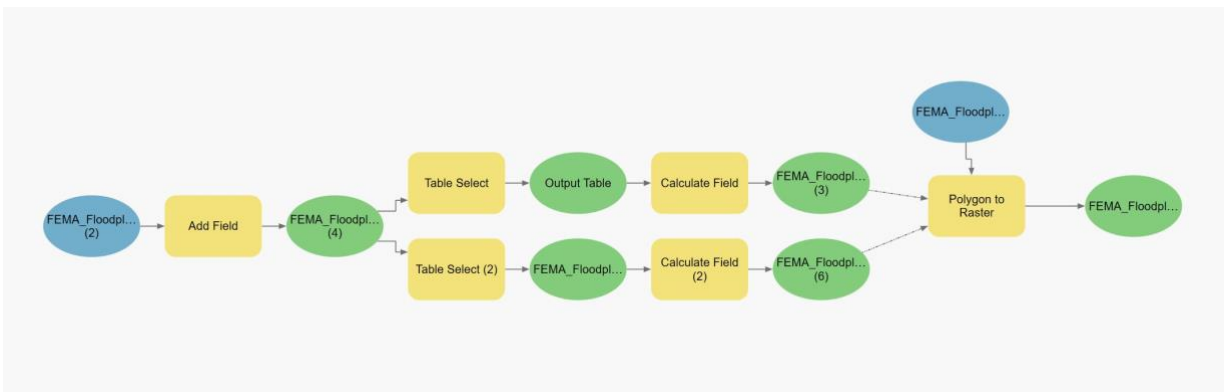 FEMA_Floodpl...
(2)
Add Field
FEMA_Floodpl...
(4)
Table Select
Output Table
Calculate Field
FEMA_Floodpl...
(3)
Table Select (2)
FEMA_Floodpl...
Calculate Field
(2)
FEMA_Floodpl...
(6)
FEMA_Floodpl...
Polygon to
Raster
FEMA_Floodpl...